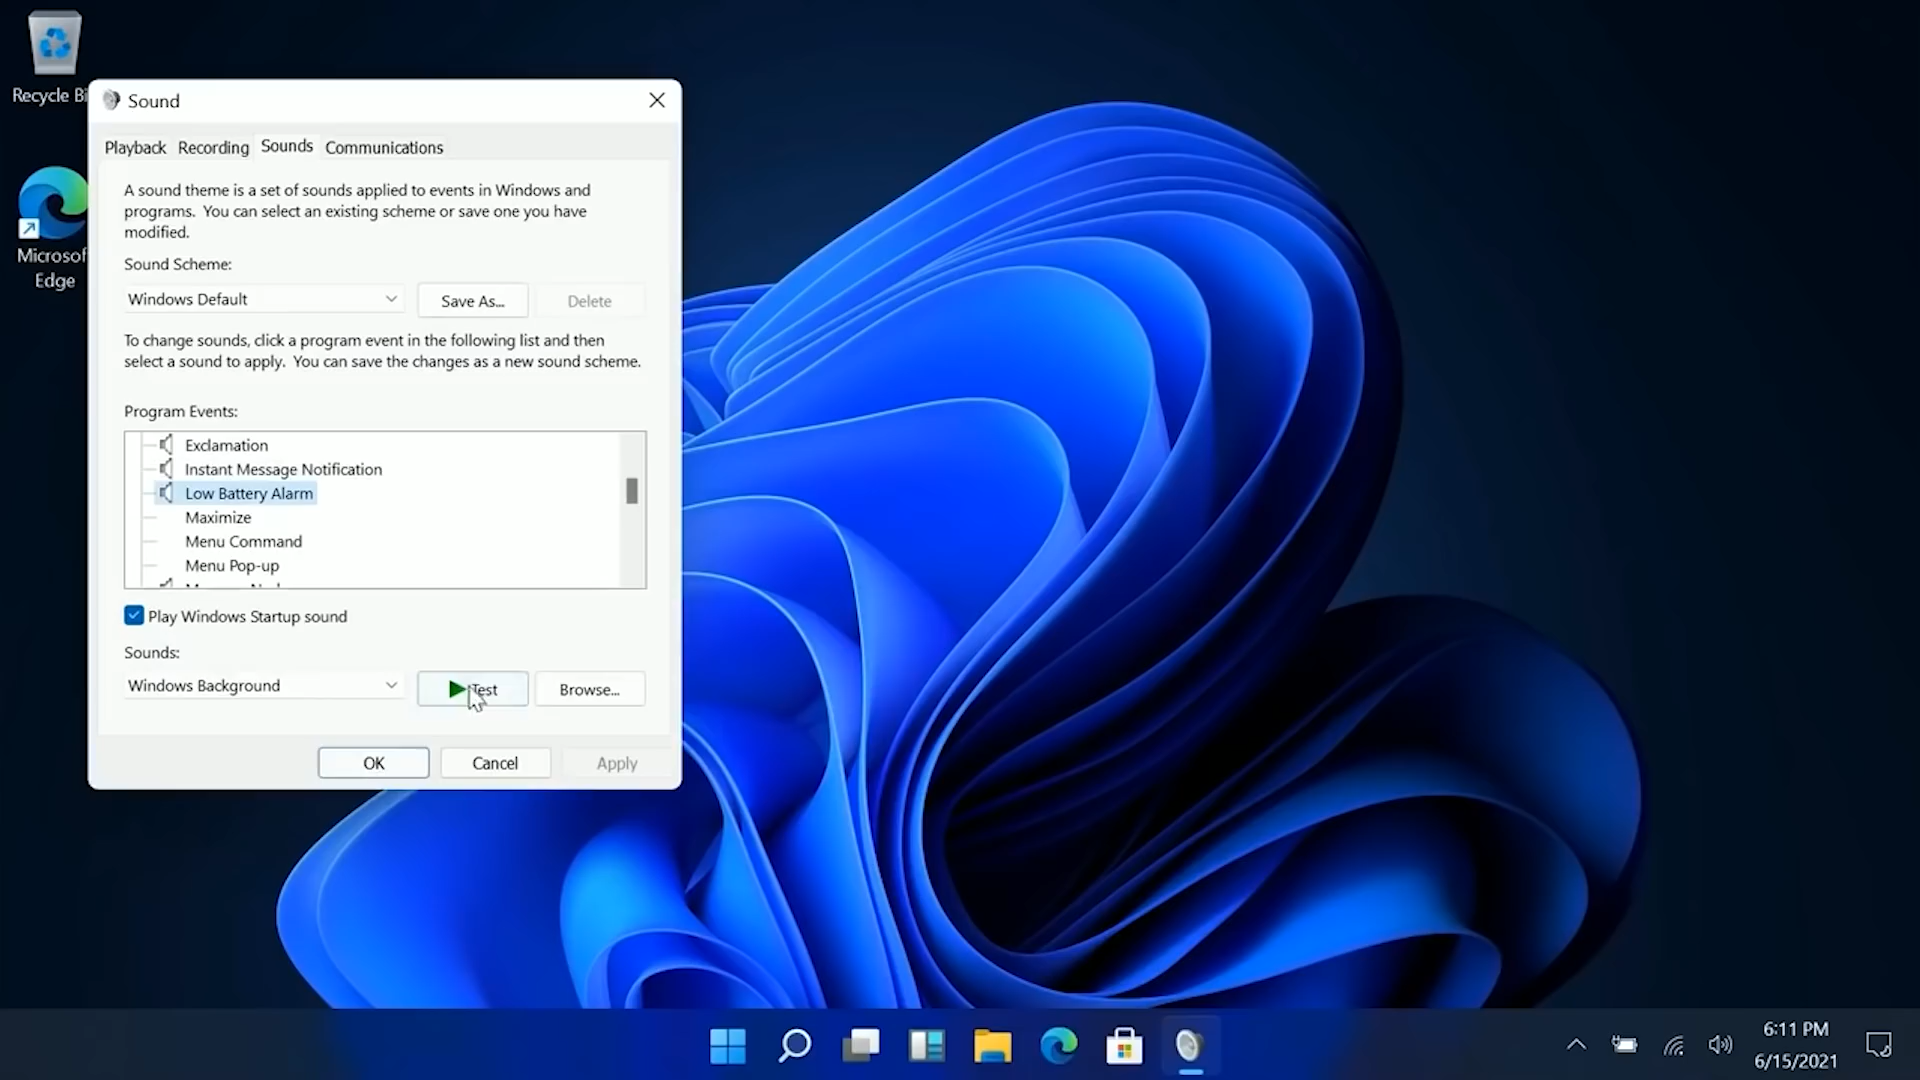 Recycle Bi
Microsof
Edge
Sound
Playback Recording Sounds Communications
A sound theme is a set of sounds applied to events in Windows and
programs. You can select an existing scheme or save one you have
modified.
Sound Scheme:
Windows Default Save As... Delete
To change sounds, click a program event in the following list and then
select a sound to apply. You can save the changes as a new sound scheme.
Program Events:
Exclamation
Instant Message Notification
Low Battery Alarm
Maximize
Menu Command
Menu Pop-up
Play Windows Startup sound
Sounds:
Windows Background Test Browse...
OK Cancel Apply
6:11 PM
6/15/2021